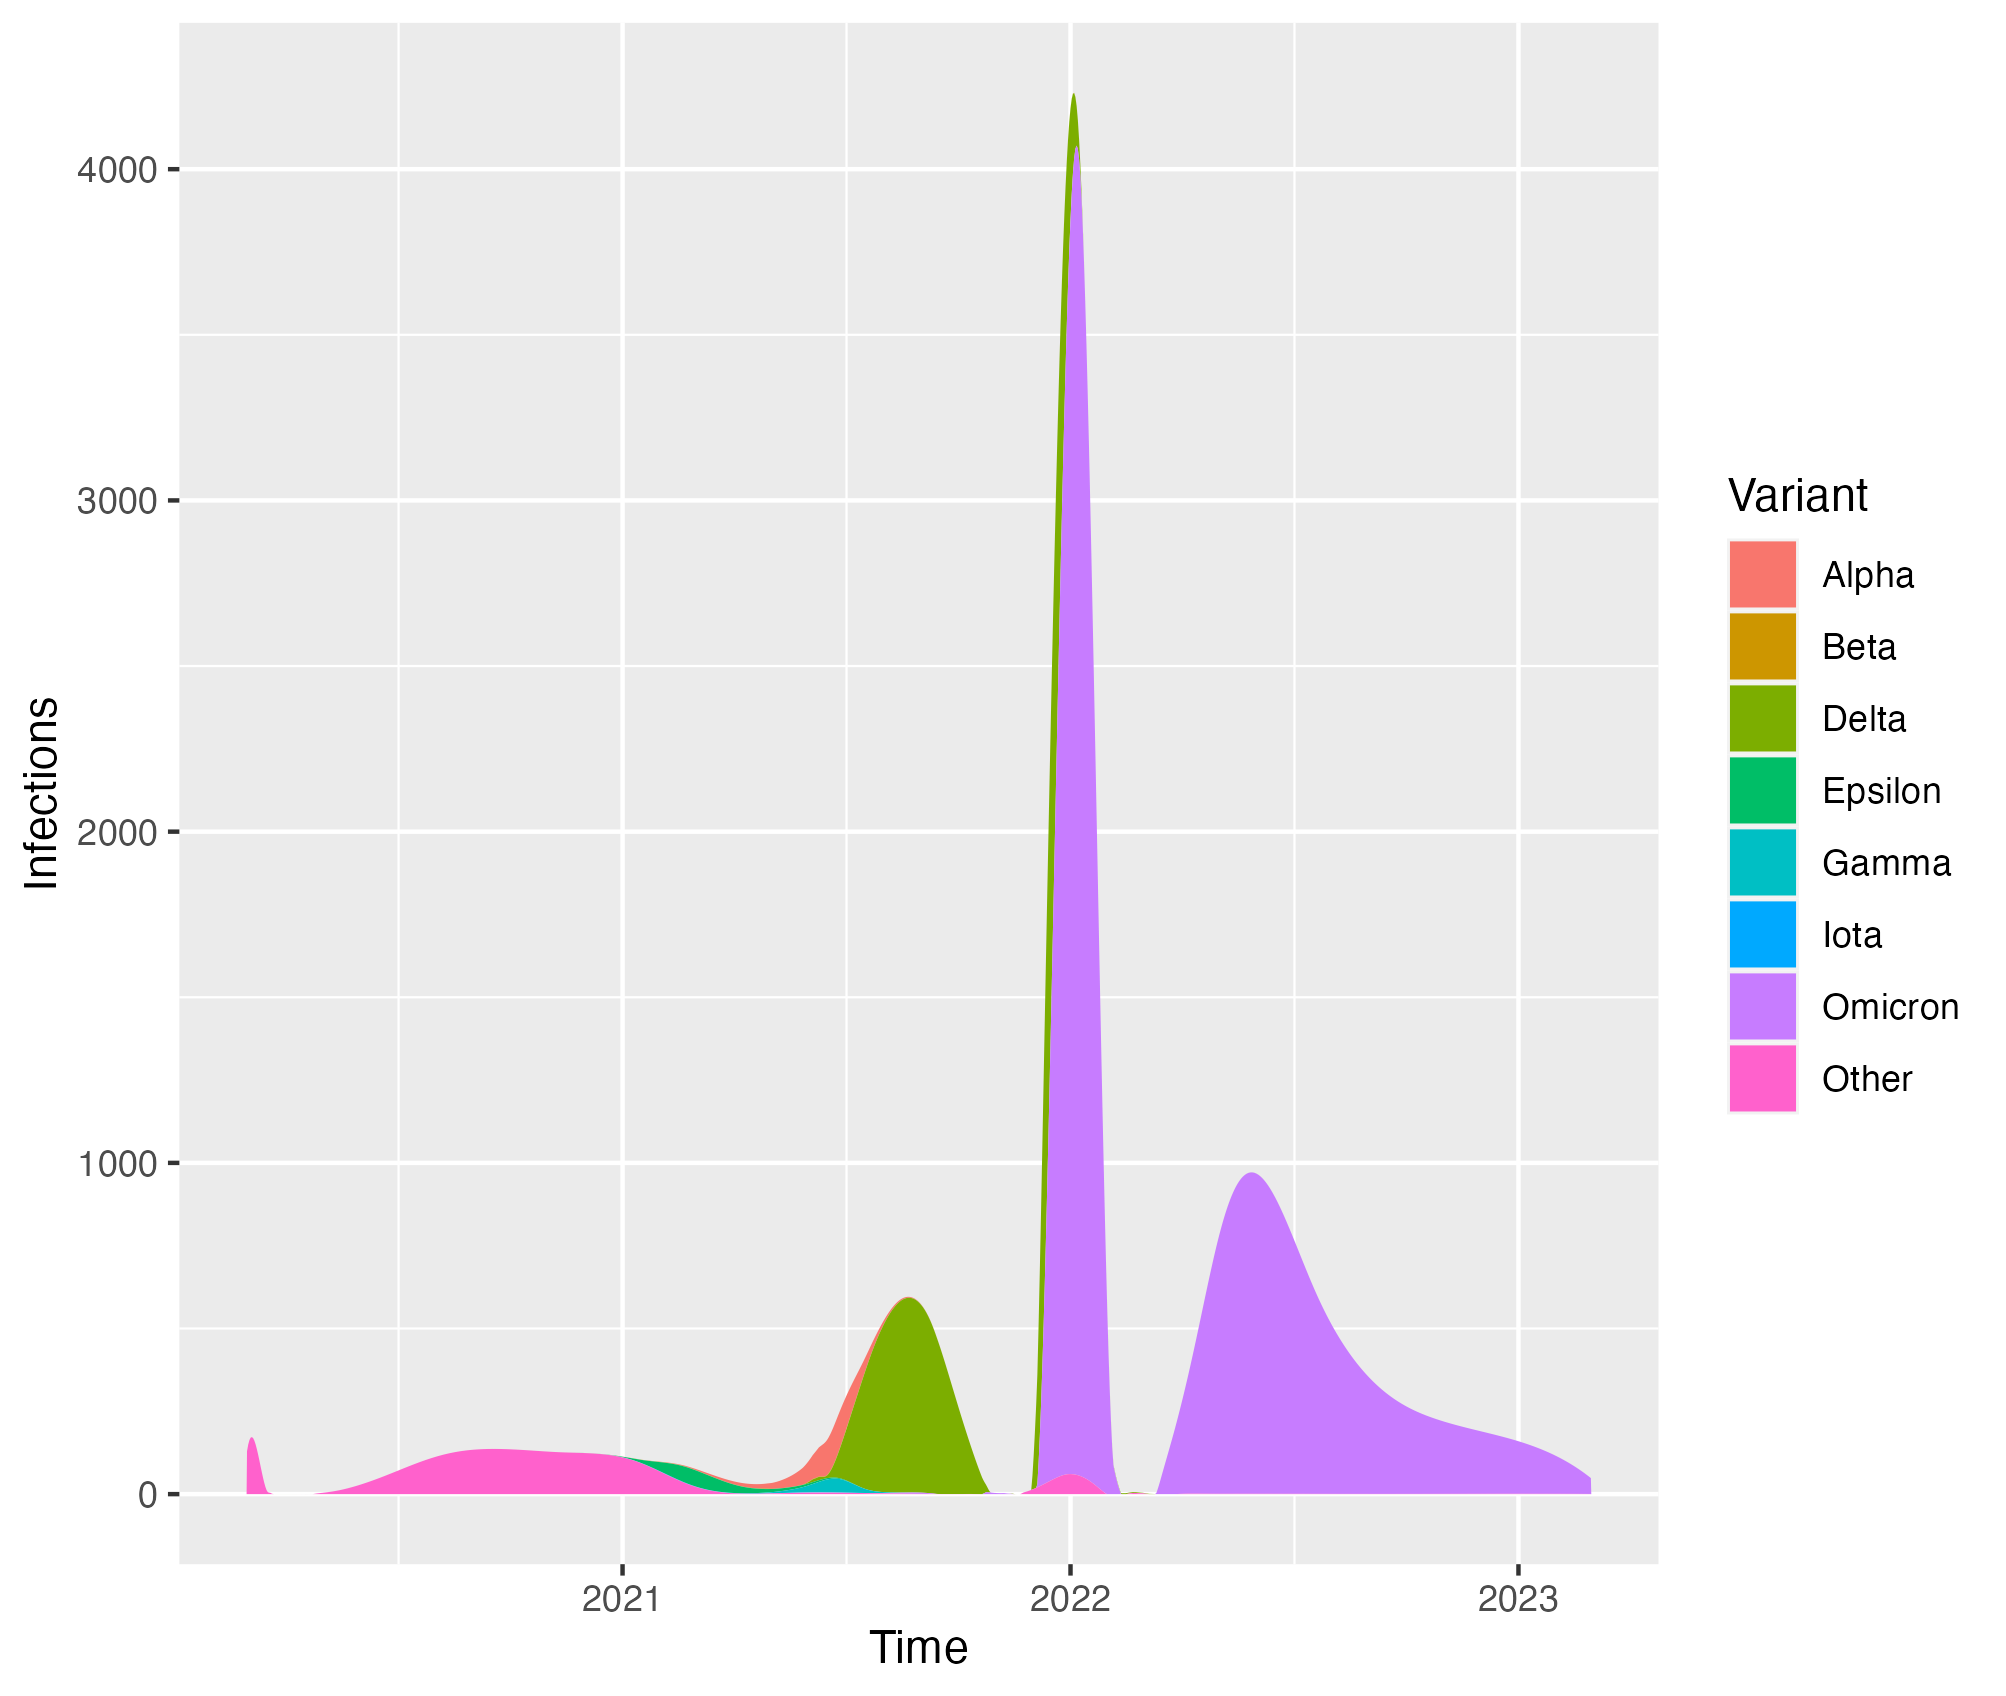 4000
3000
2000
1000
0
Infections
2021
2022
2023
Time
Variant
Alpha
Beta
Delta
Epsilon
Gamma
Iota
Omicron
Other